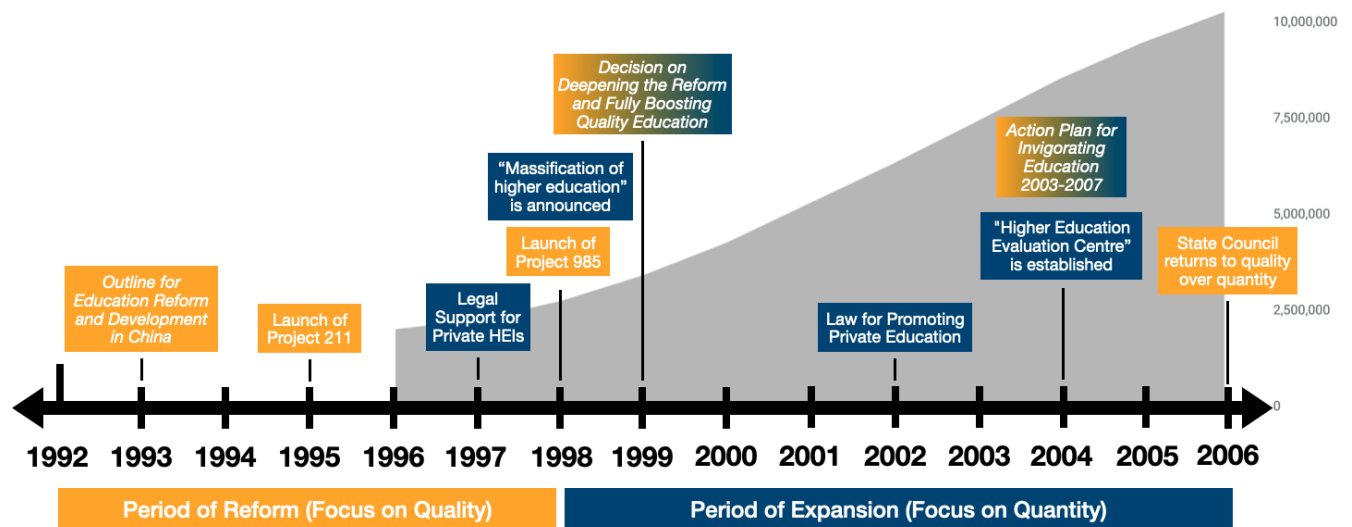 10,000,000
Decision on
Deepening the Reform
and Fully Boosting
Quality Education
7,500,000
Action Plan for
Invigorating
Education
2003-2007
“Massification of
higher education”
is announced
5,000,000
"Higher Education
Evaluation Centre”
is established
Launch of
Project 985
State Council
returns to quality
over quantity
Outline for
Education Reform
and Development
in China
Legal
Support for
Private HEIs
Launch of
Project 211
Law for Promoting
Private Education
2,500,000
0
1992 1993 1994 1995 1996 1997 1998 1999 2000 2001 2002 2003 2004 2005 2006
Period of Reform (Focus on Quality)
Period of Expansion (Focus on Quantity)